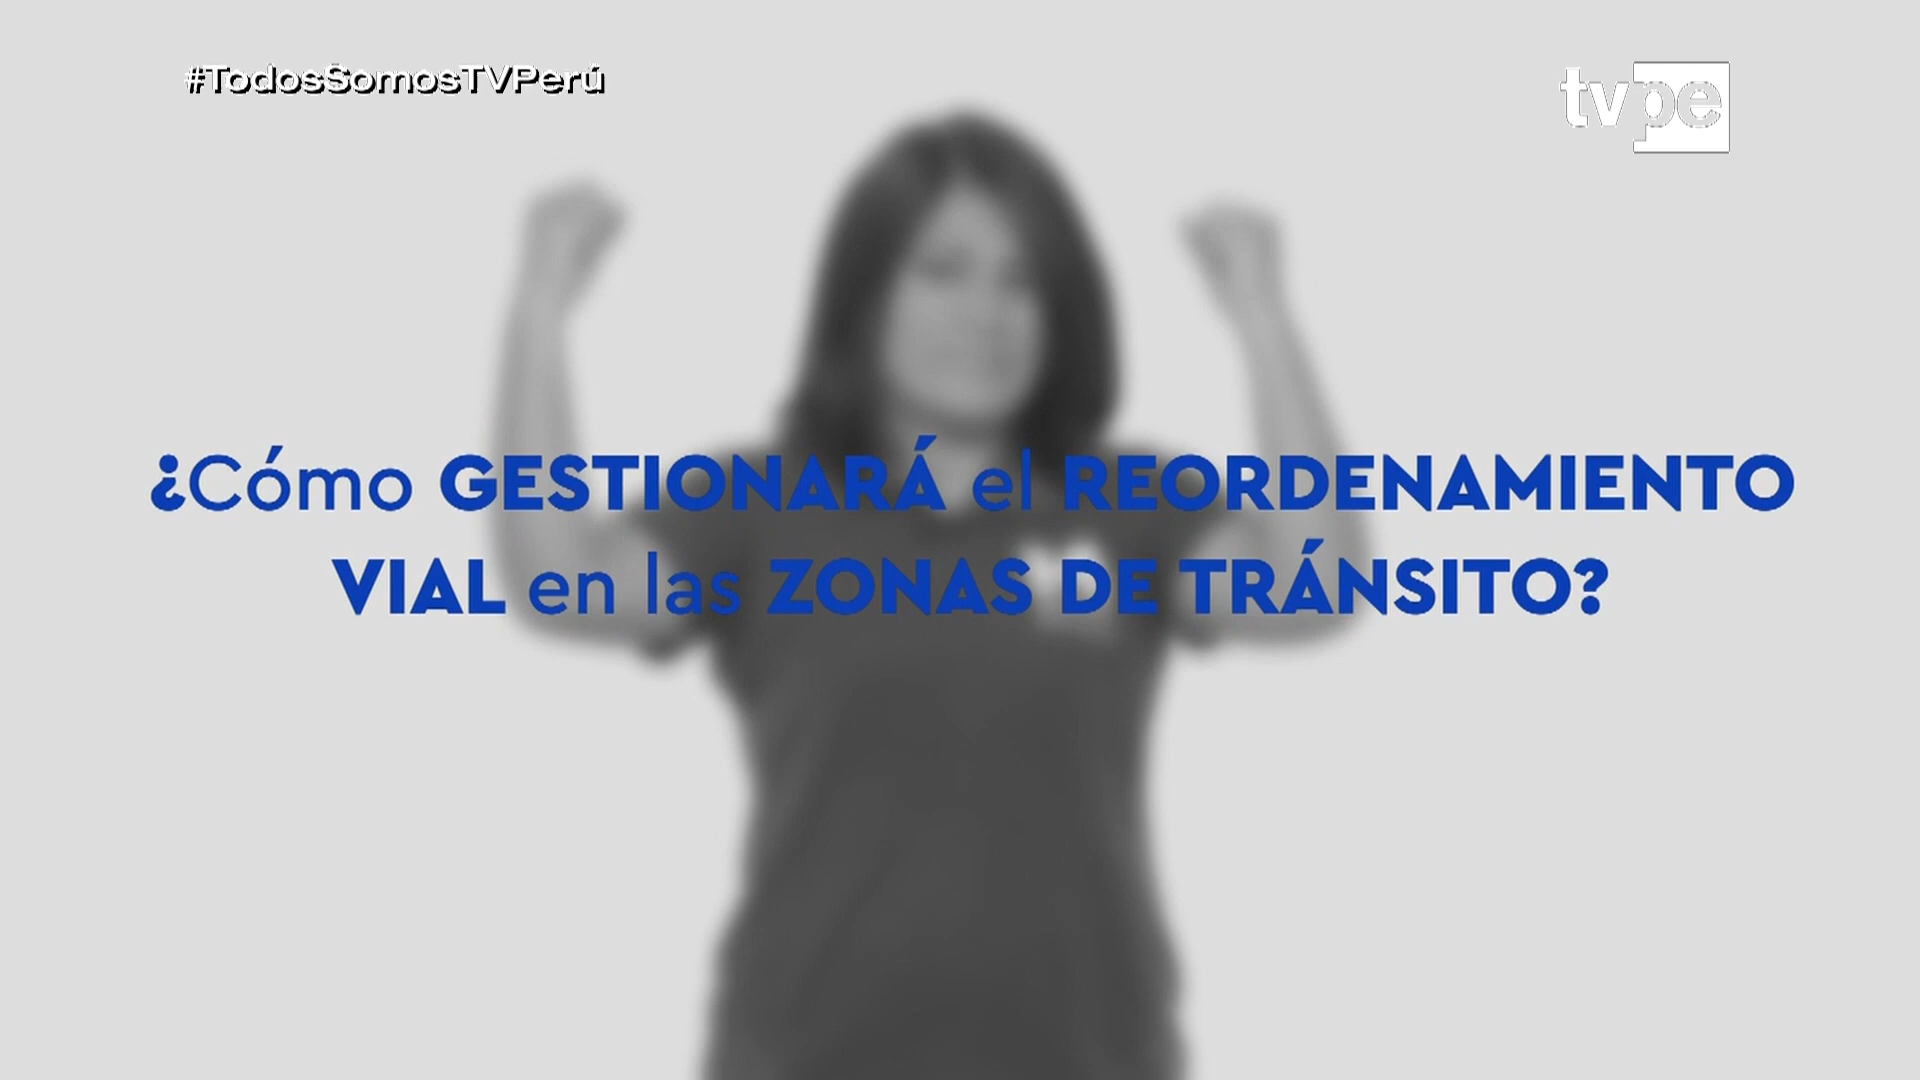 #TodosSomosTVPerú
tvpe
¿Cómo GESTIONARÁ el REORDENAMIENTO
VIAL en las ZONAS DE TRÁNSITO?